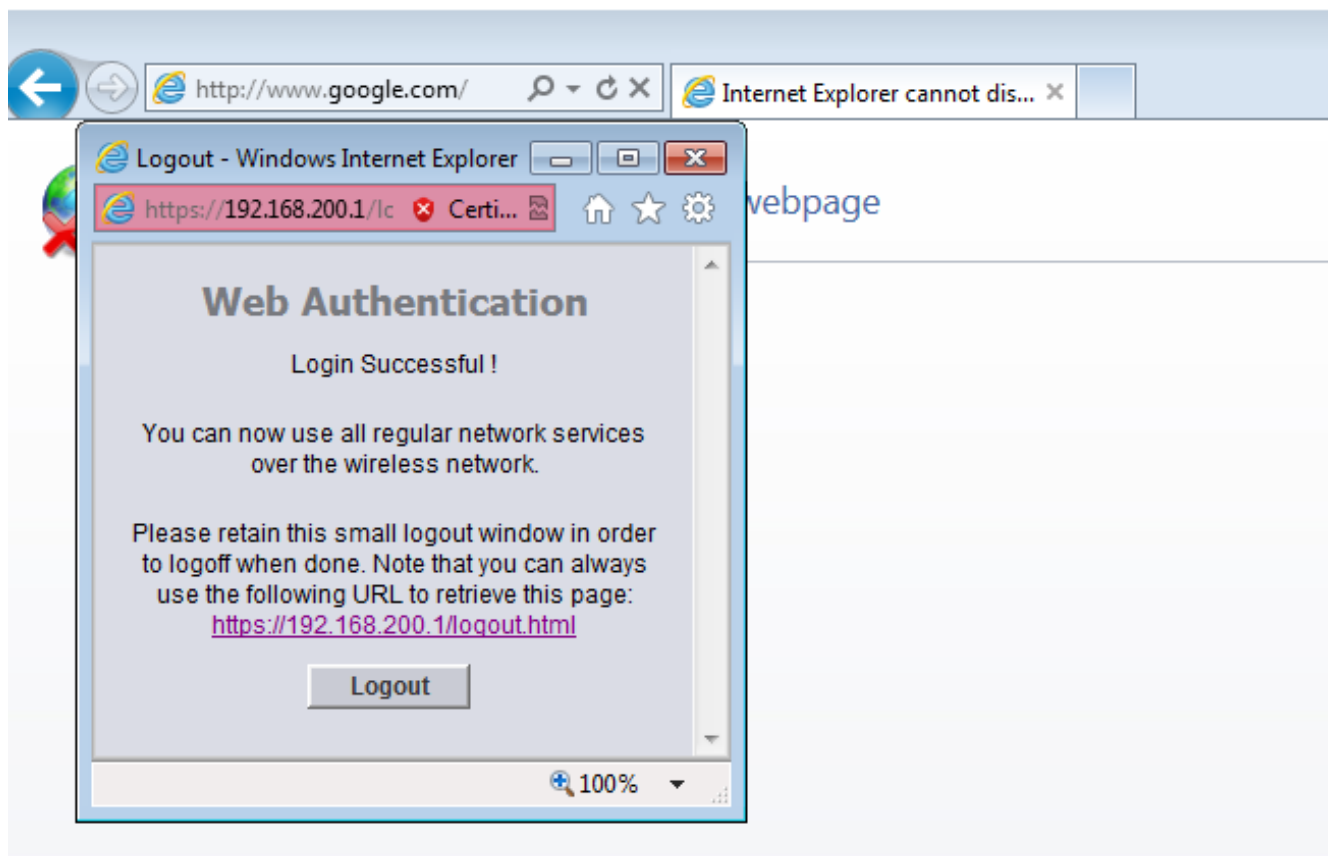 http://www.google.com/
Internet Explorer cannot dis...
Logout - Windows Internet Explorer
https://192.168.200.1/lc
Certi...
webpage
Web Authentication
Login Successful !
You can now use all regular network services
over the wireless network.
Please retain this small logout window in order
to logoff when done. Note that you can always
use the following URL to retrieve this page:
https://192.168.200.1/logout.html
Logout
100%